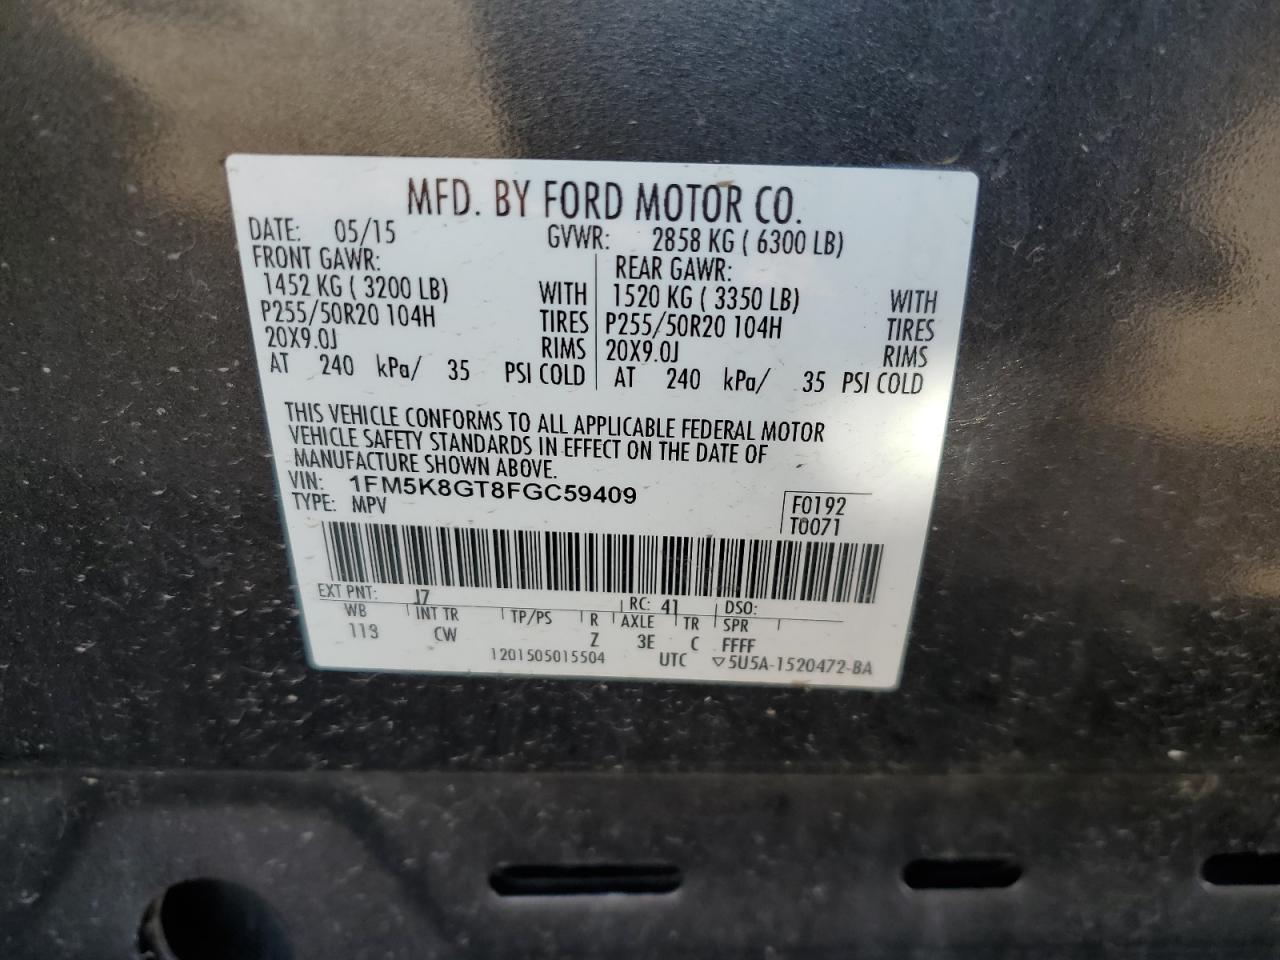 MFD. BY FORD MOTOR CO.
DATE: 05/15 GVWR: 2858 KG ( 6300 LB)
FRONT GAWR:
1452 KG ( 3200 LB) WITH
P255/50R20 104H TIRES
20X9.0J RIMS
AT 240 kPa/ 35 PSI COLD
REAR GAWR:
1520 KG ( 3350 LB) WITH
P255/50R20 104H TIRES
20X9.0J RIMS
AT 240 kPa/ 35 PSI COLD
THIS VEHICLE CONFORMS TO ALL APPLICABLE FEDERAL MOTOR
VEHICLE SAFETY STANDARDS IN EFFECT ON THE DATE OF
MANUFACTURE SHOWN ABOVE.
VIN: 1FM5K8GT8FGC59409
TYPE: MPV
F0192
T0071
EXT PNT: J7 RC: 41 DSO:
WB INT TR TP/PS R AXLE TR SPR
113 CW Z 3E C FFFF
1201505015504 UTC ▽5U5A-1520472-BA